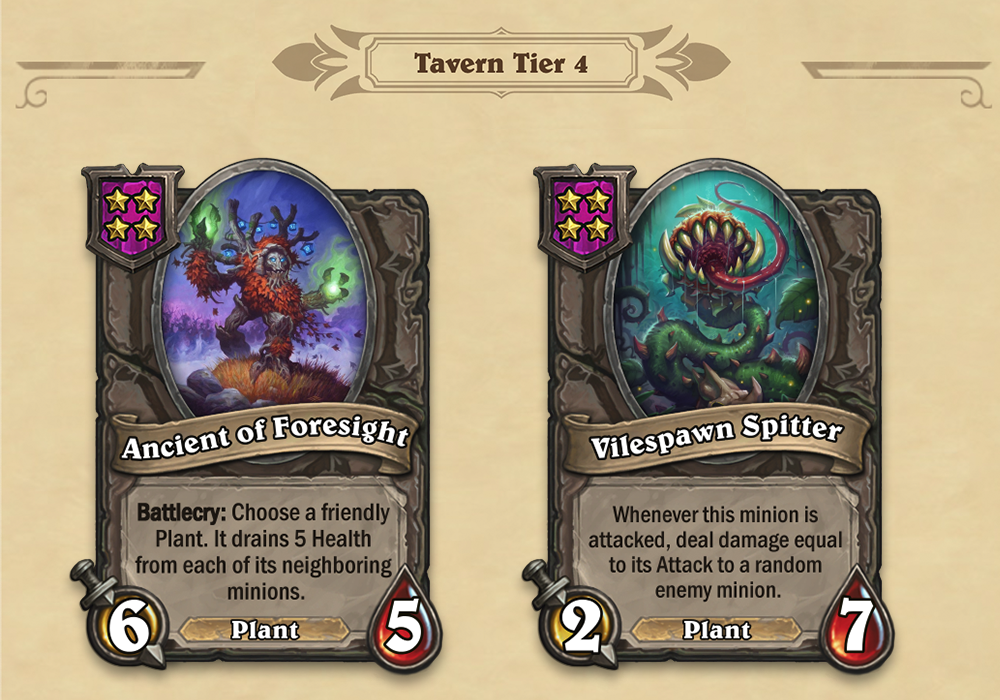 Tavern Tier 4
Ancient of Foresight
Battlecry: Choose a friendly
Plant. It drains 5 Health
from each of its neighboring
minions.
6
Plant
5
Vilespawn Spitter
Whenever this minion is
attacked, deal damage equal
to its Attack to a random
enemy minion.
2
Plant
7